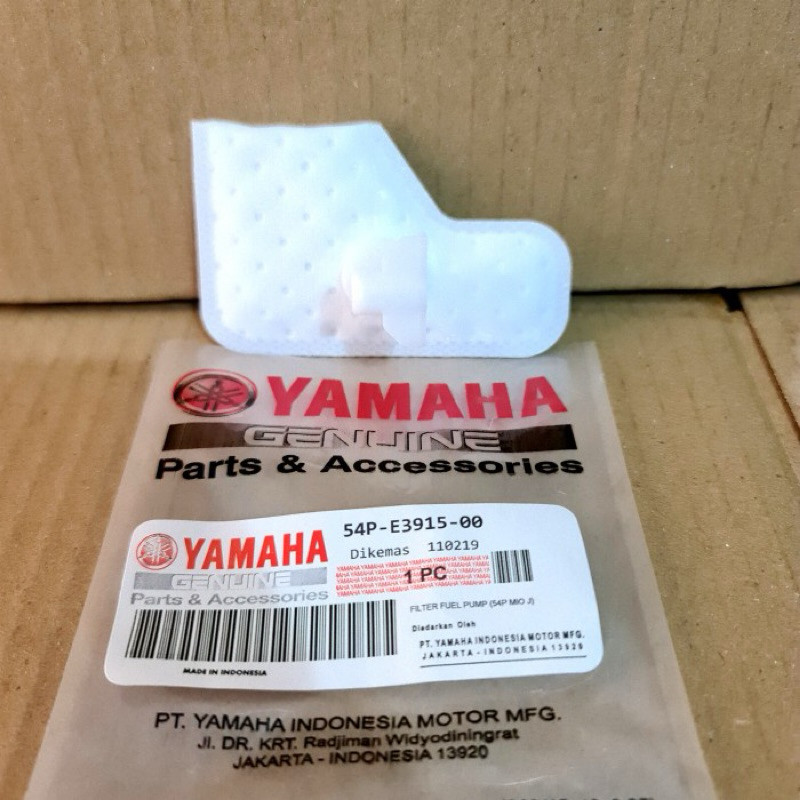 YAMAHA
GENUINE
Parts & Accessories
54P-E3915-00
YAMAHA
Dikemas 110219
GENUINE
1 PC
Parts & Accessories
FILTER FUEL PUMP (54P MIO J)
Diedarkan Oleh
PT. YAMAHA INDONESIA MOTOR MFG.
JAKARTA - INDONESIA 13920
MADE IN INDONESIA
PT. YAMAHA INDONESIA MOTOR MFG.
Jl. DR. KRT. Radjiman Widyodiningrat
JAKARTA - INDONESIA 13920